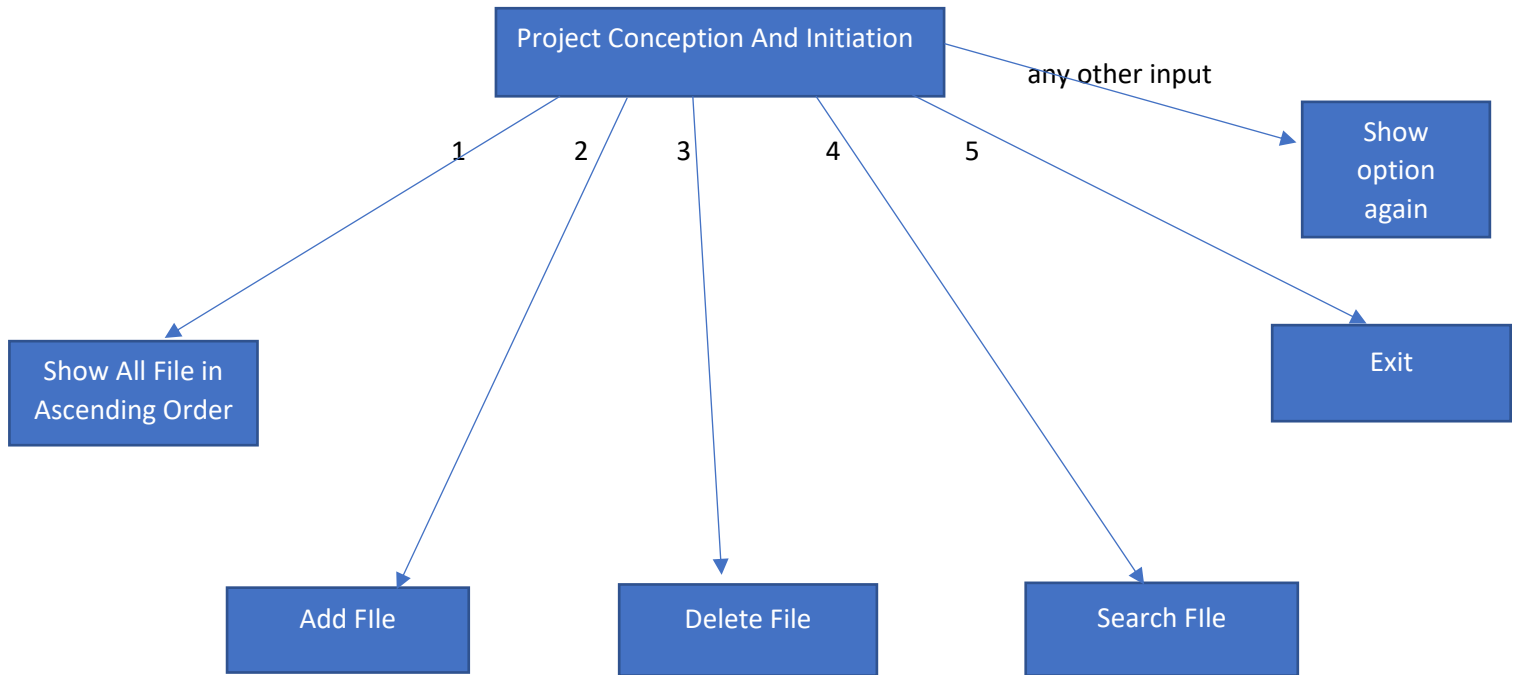 Project Conception And Initiation
any other input
Show
option
again
1
2
3
4
5
Show All File in
Ascending Order
Exit
Add FIle
Delete File
Search FIle